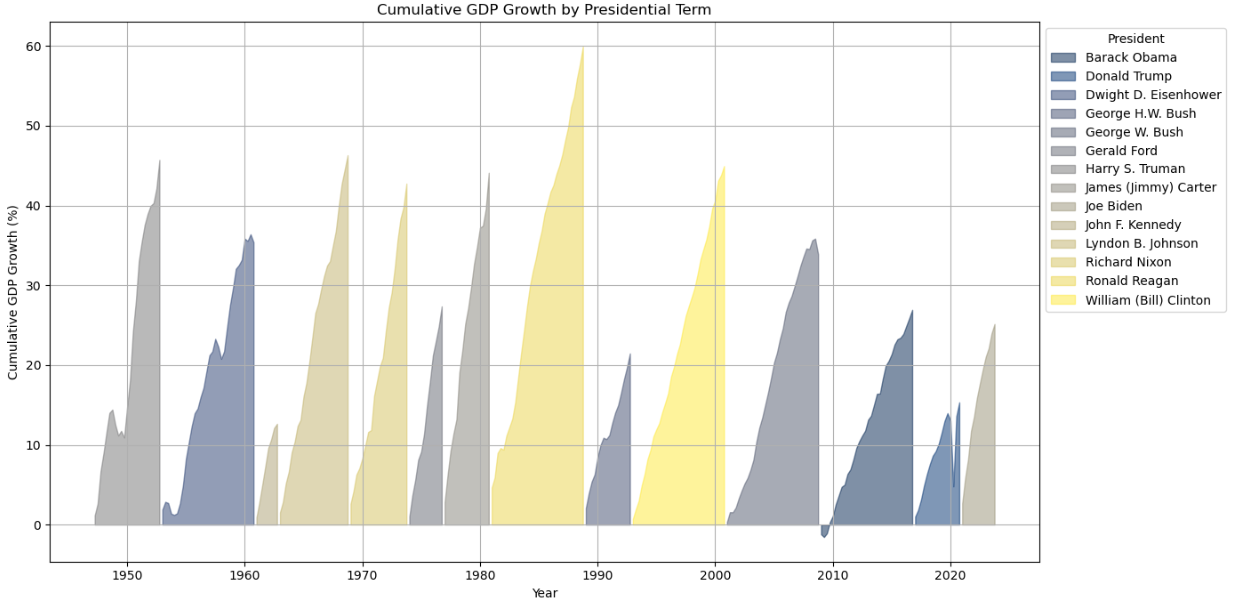 Cumulative GDP Growth by Presidential Term
Cumulative GDP Growth (%)
60
50
40
30
20
10
0
1950 1960 1970 1980 1990 2000 2010 2020
Year
President
Barack Obama
Donald Trump
Dwight D. Eisenhower
George H.W. Bush
George W. Bush
Gerald Ford
Harry S. Truman
James (Jimmy) Carter
Joe Biden
John F. Kennedy
Lyndon B. Johnson
Richard Nixon
Ronald Reagan
William (Bill) Clinton